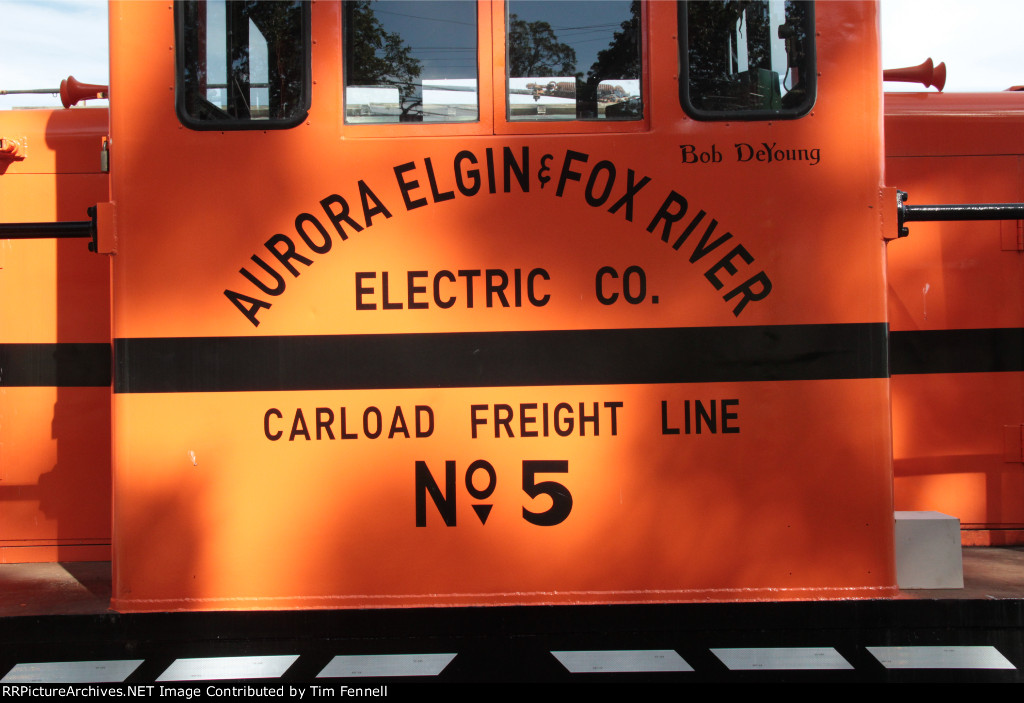 Bob DeYoung
AURORA ELGIN & FOX RIVER
ELECTRIC CO.
CARLOAD FREIGHT LINE
No 5
RRPictureArchives.NET Image Contributed by Tim Fennell